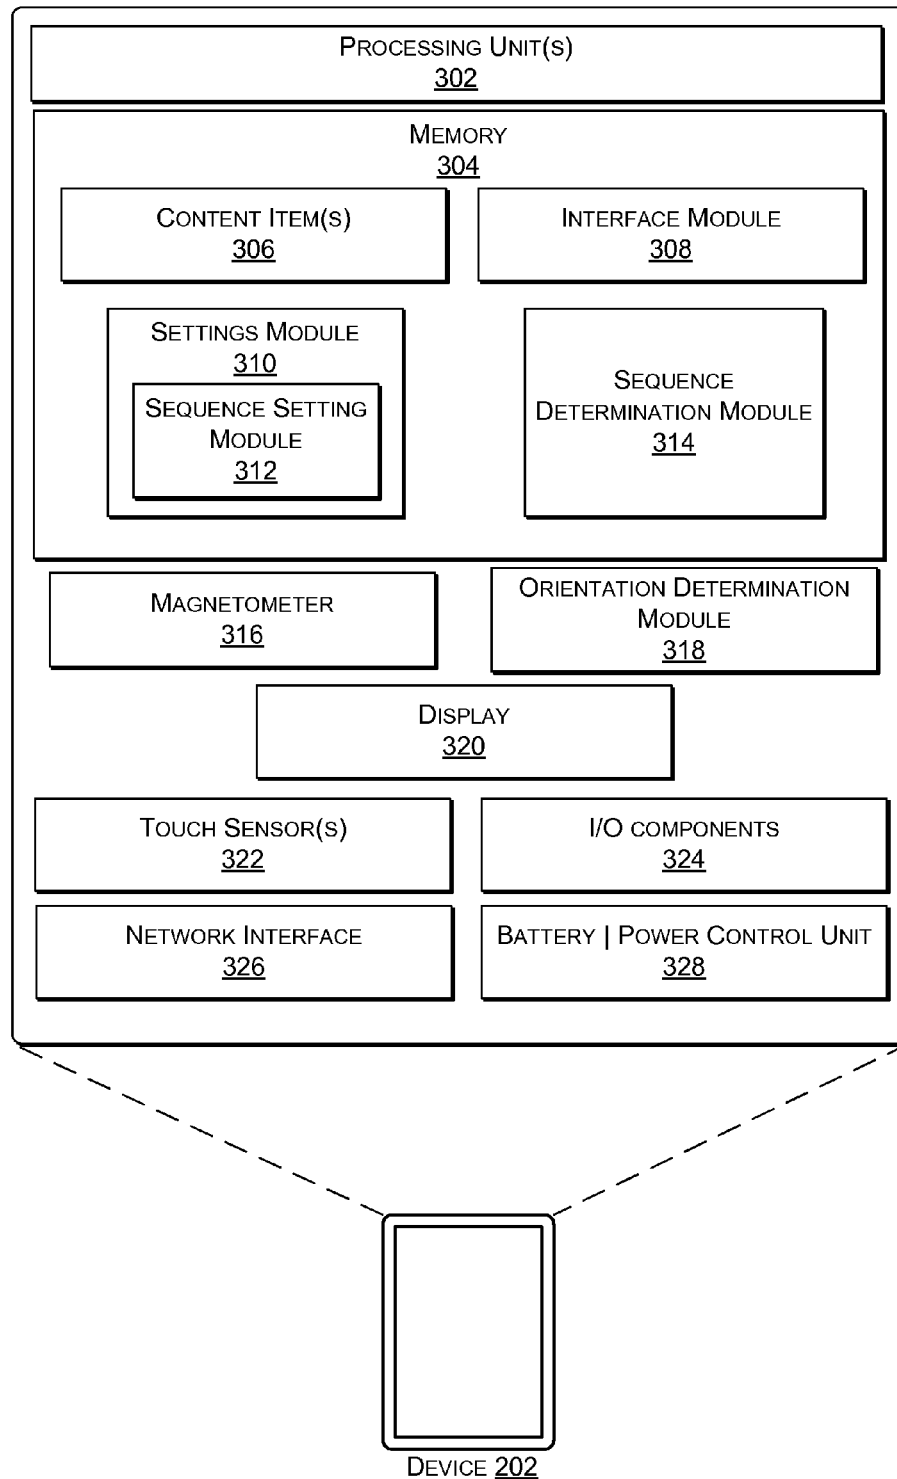 PROCESSING UNIT(S)
302
MEMORY
304
CONTENT ITEM(S)
306
INTERFACE MODULE
308
SETTINGS MODULE
310
SEQUENCE SETTING
MODULE
312
SEQUENCE
DETERMINATION MODULE
314
MAGNETOMETER
316
ORIENTATION DETERMINATION
MODULE
318
DISPLAY
320
TOUCH SENSOR(S)
322
I/O COMPONENTS
324
NETWORK INTERFACE
326
BATTERY | POWER CONTROL UNIT
328
DEVICE 202